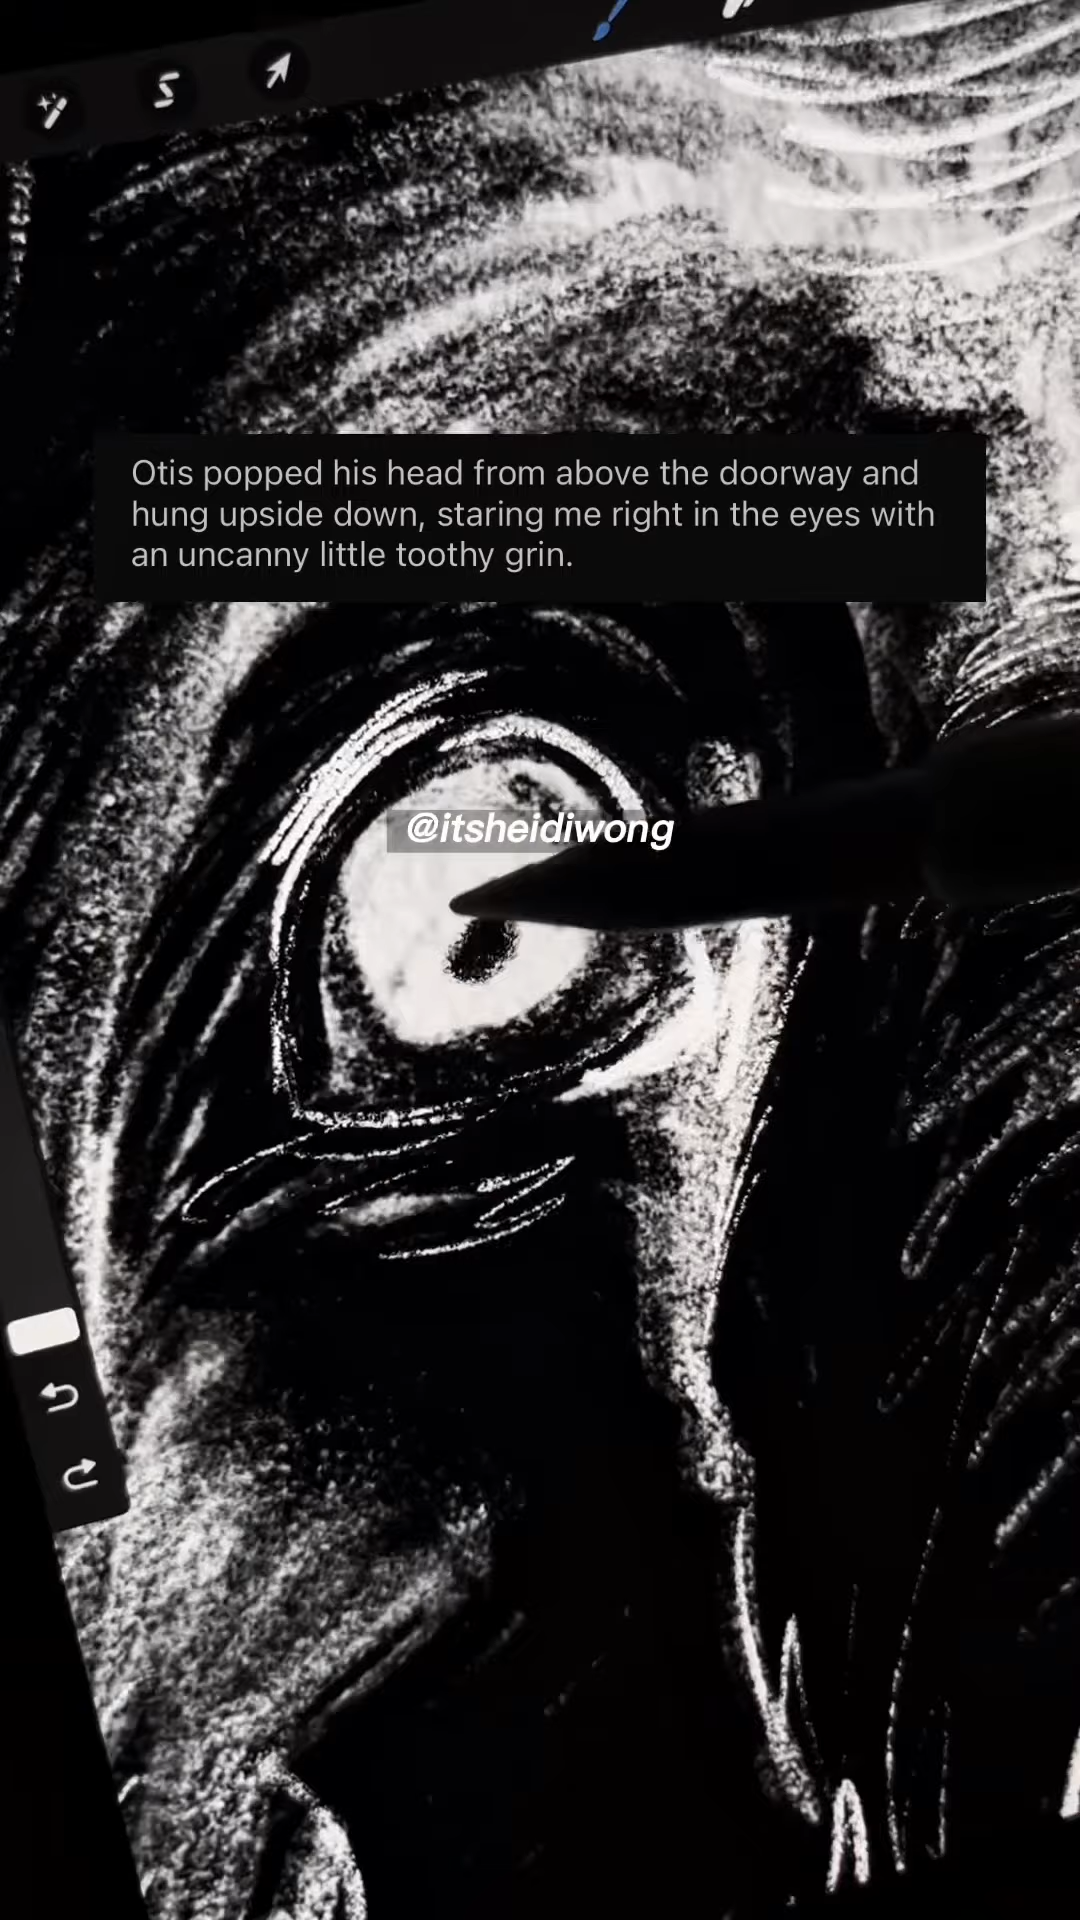 Otis popped his head from above the doorway and
hung upside down, staring me right in the eyes with
an uncanny little toothy grin.
@itsheidiwong